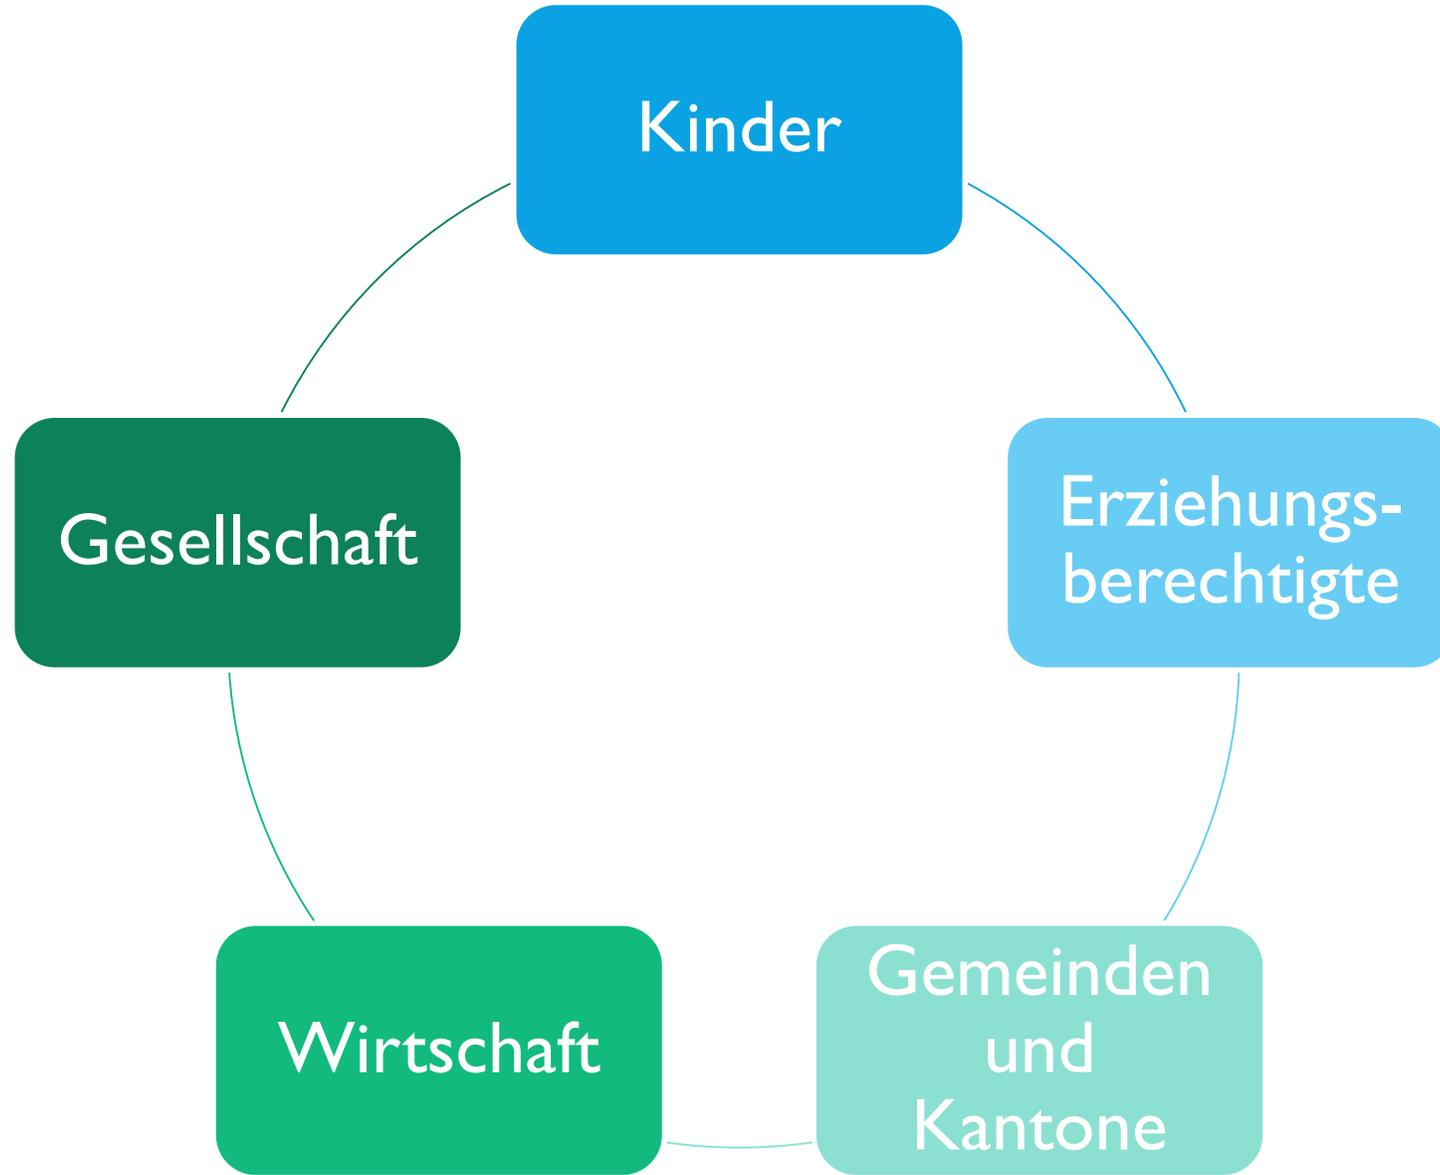 Kinder
Erziehungs-
berechtigte
Gemeinden
und
Kantone
Wirtschaft
Gesellschaft